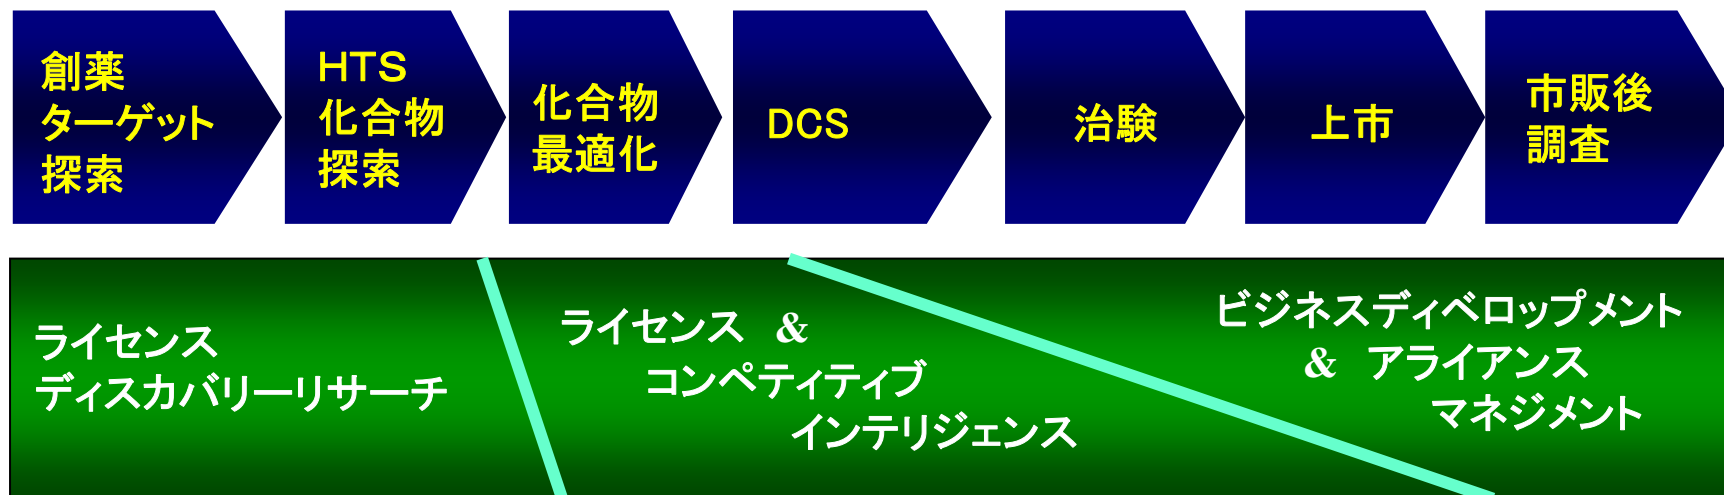 創薬
ターゲット
探索
HTS
化合物
探索
化合物
最適化
DCS
治験
上市
市販後
調査
ライセンス
ディスカバリーリサーチ
ライセンス &
コンペティティブ
インテリジェンス
ビジネスディベロップメント
& アライアンス
マネジメント